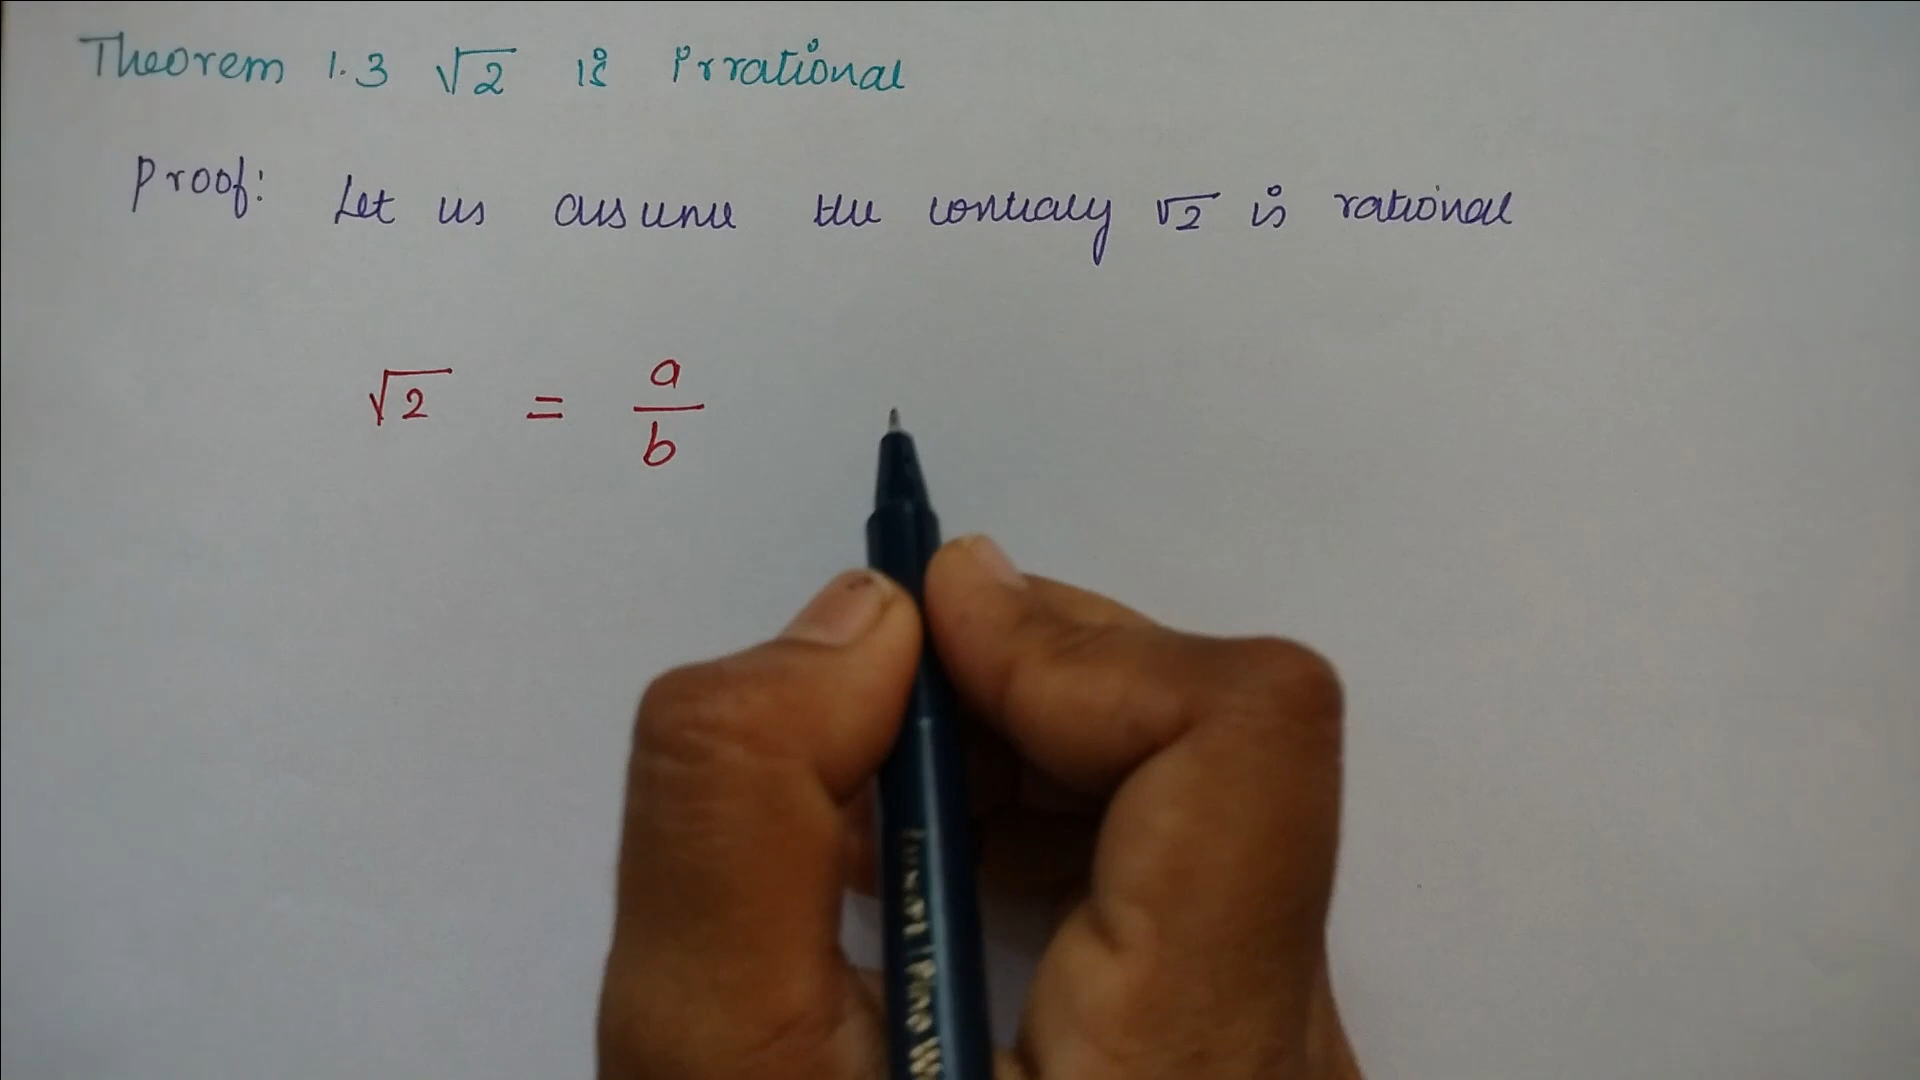 Theorem 1.3 √2 is irrational
Proof: Let us assume the contrary √2 is rational
√2 = a/b